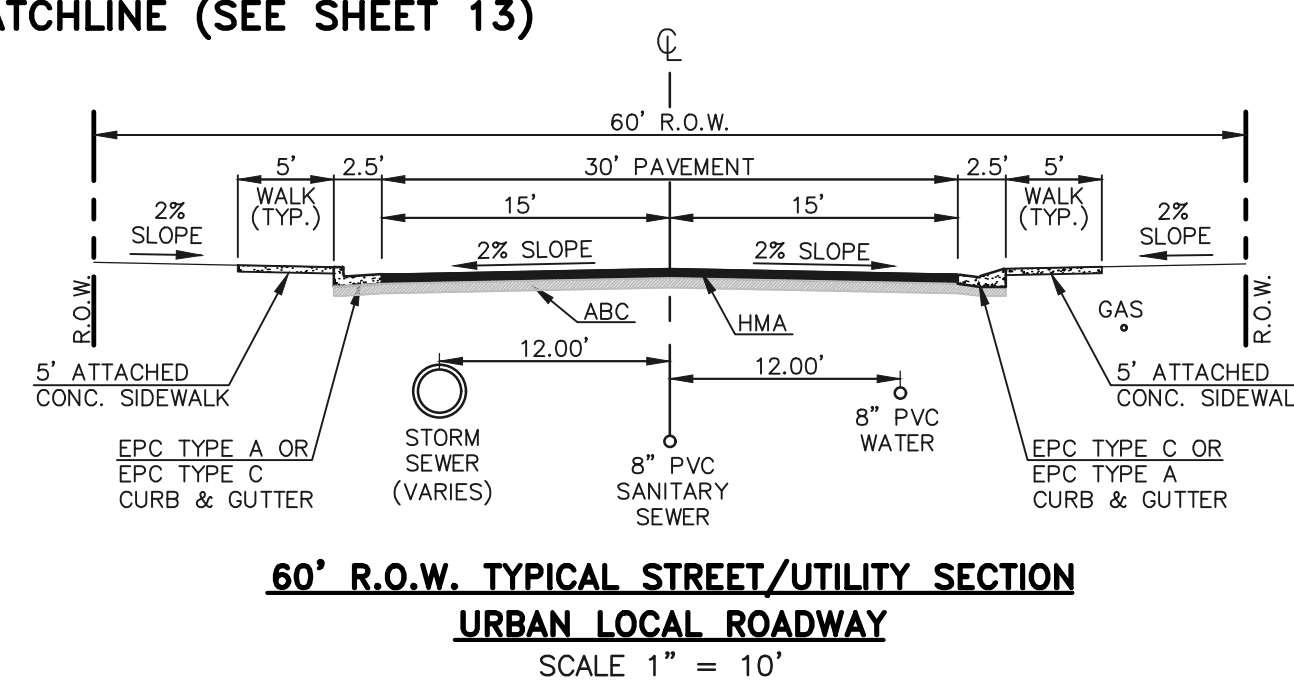 ATCHLINE (SEE SHEET 13)
℄
60' R.O.W.
5'
2.5'
30' PAVEMENT
2.5'
5'
WALK
(TYP.)
15'
15'
WALK
(TYP.)
2%
SLOPE
2% SLOPE
2% SLOPE
2%
SLOPE
R.O.W.
R.O.W.
ABC
HMA
GAS
12.00'
12.00'
5' ATTACHED
CONC. SIDEWALK
5' ATTACHED
CONC. SIDEWAL
EPC TYPE A OR
EPC TYPE C
CURB & GUTTER
STORM
SEWER
(VARIES)
8" PVC
SANITARY
SEWER
8" PVC
WATER
EPC TYPE C OR
EPC TYPE A
CURB & GUTTER
60' R.O.W. TYPICAL STREET/UTILITY SECTION
URBAN LOCAL ROADWAY
SCALE 1" = 10'